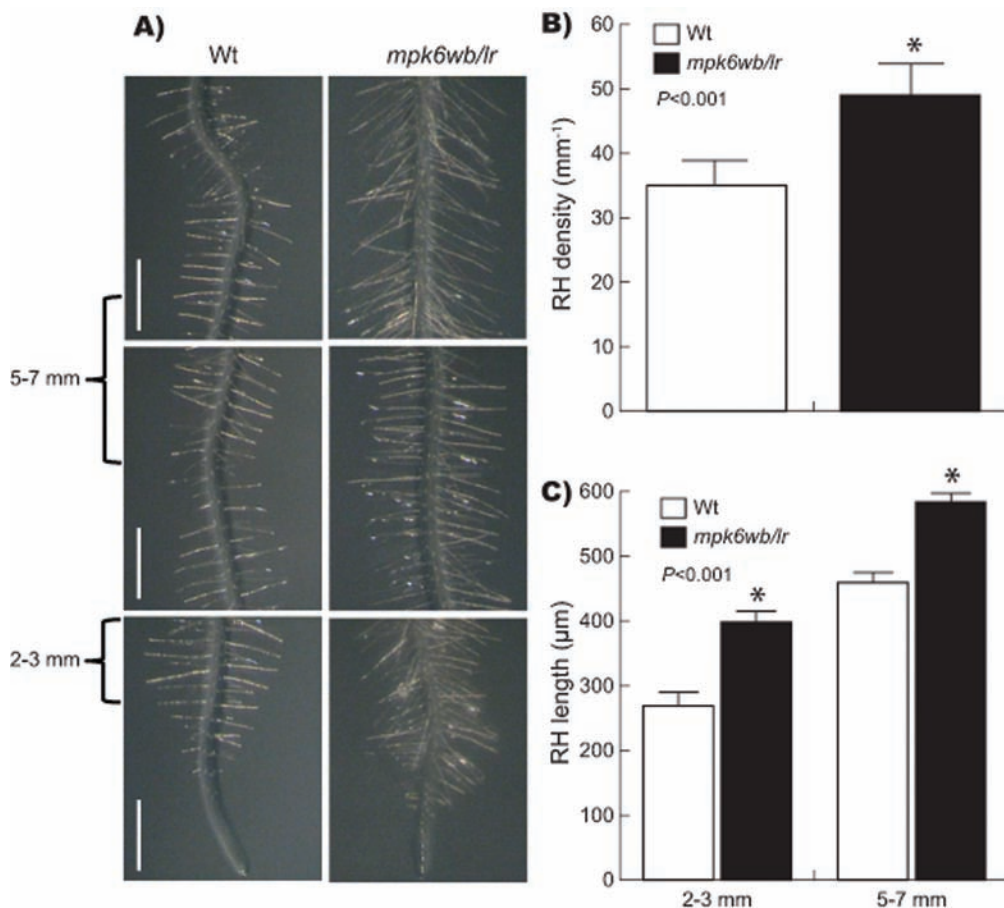 A)
Wt
mpk6wb/lr
5-7 mm
2-3 mm
B)
Wt
mpk6wb/lr
P<0.001
*
RH density (mm⁻¹)
60
50
40
30
20
10
0
C)
Wt
mpk6wb/lr
P<0.001
*
*
RH length (µm)
600
500
400
300
200
100
0
2-3 mm
5-7 mm